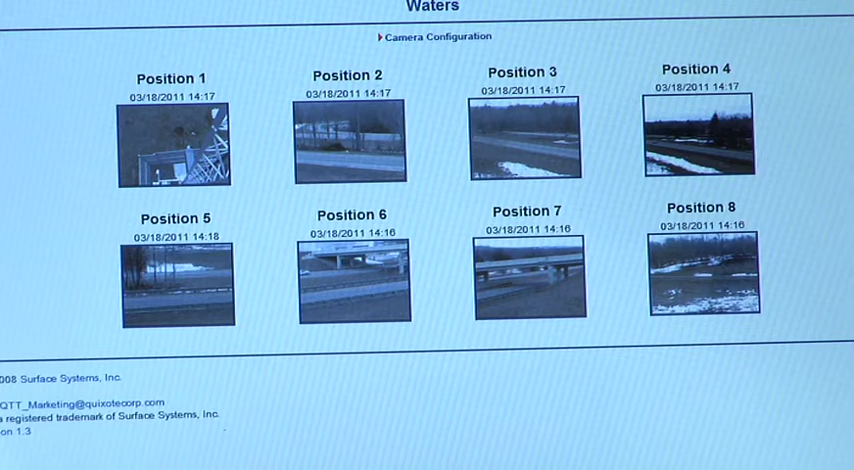 Waters
Camera Configuration
Position 1
03/18/2011 14:17
Position 2
03/18/2011 14:17
Position 3
03/18/2011 14:17
Position 4
03/18/2011 14:17
Position 5
03/18/2011 14:18
Position 6
03/18/2011 14:16
Position 7
03/18/2011 14:16
Position 8
03/18/2011 14:16
008 Surface Systems, Inc.
QTT_Marketing@quixotecorp.com
a registered trademark of Surface Systems, Inc.
on 1.3